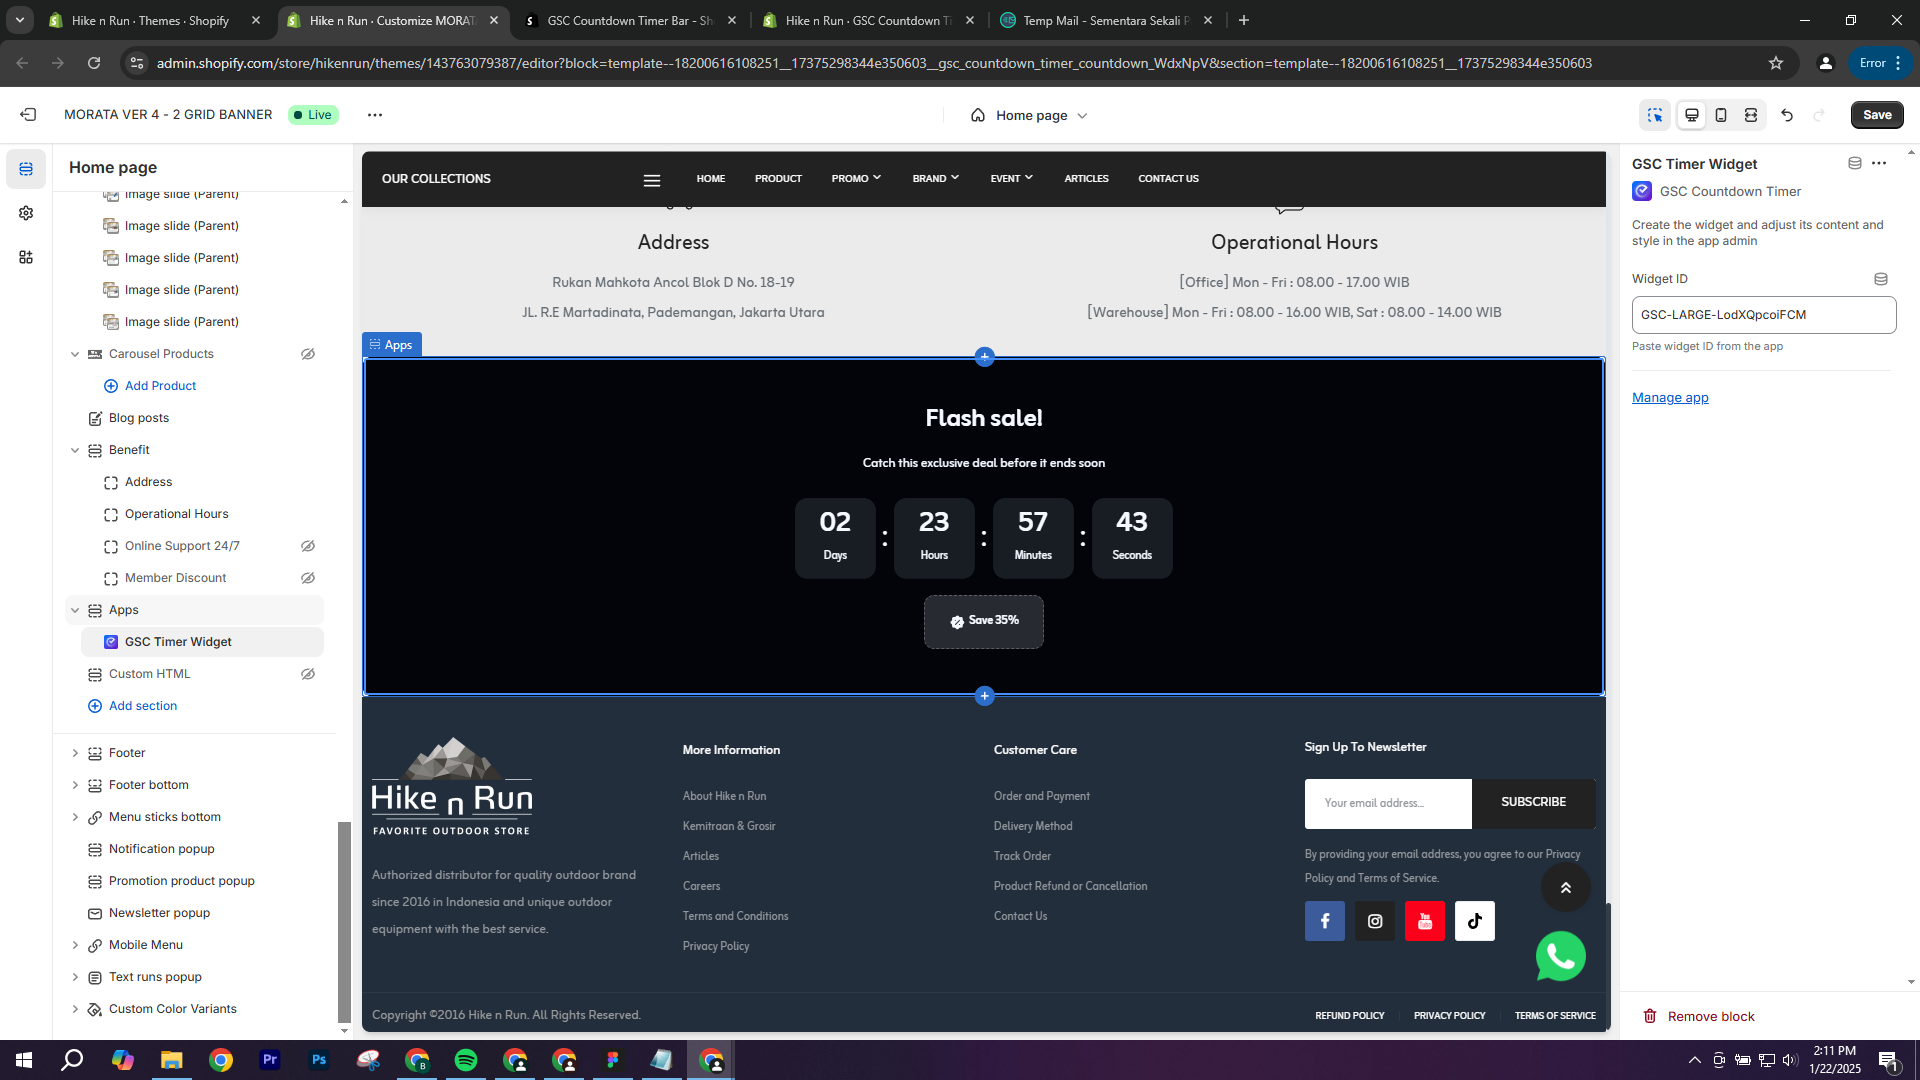 Hike n Run · Themes · Shopify
Hike n Run · Customize MORAT
GSC Countdown Timer Bar - Sh
Hike n Run · GSC Countdown Ti
Temp Mail - Sementara Sekali P
admin.shopify.com/store/hikenrun/themes/143763079387/editor?block=template--18200616108251__17375298344e350603__gsc_countdown_timer_countdown_WdxNpV&section=template--18200616108251__17375298344e350603
Error
MORATA VER 4 - 2 GRID BANNER
Live
Home page
Save
Home page
Image slide (Parent)
Image slide (Parent)
Image slide (Parent)
Image slide (Parent)
Image slide (Parent)
Carousel Products
Add Product
Blog posts
Benefit
Address
Operational Hours
Online Support 24/7
Member Discount
Apps
GSC Timer Widget
Custom HTML
Add section
Footer
Footer bottom
Menu sticks bottom
Notification popup
Promotion product popup
Newsletter popup
Mobile Menu
Text runs popup
Custom Color Variants
OUR COLLECTIONS
HOME
PRODUCT
PROMO
BRAND
EVENT
ARTICLES
CONTACT US
Address
Rukan Mahkota Ancol Blok D No. 18-19
JL. R.E Martadinata, Pademangan, Jakarta Utara
Operational Hours
[Office] Mon - Fri : 08.00 - 17.00 WIB
[Warehouse] Mon - Fri : 08.00 - 16.00 WIB, Sat : 08.00 - 14.00 WIB
Apps
Flash sale!
Catch this exclusive deal before it ends soon
02 : 23 : 57 : 43
Days Hours Minutes Seconds
Save 35%
Hike n Run
FAVORITE OUTDOOR STORE
Authorized distributor for quality outdoor brand
since 2016 in Indonesia and unique outdoor
equipment with the best service.
More Information
About Hike n Run
Kemitraan & Grosir
Articles
Careers
Terms and Conditions
Privacy Policy
Customer Care
Order and Payment
Delivery Method
Track Order
Product Refund or Cancellation
Contact Us
Sign Up To Newsletter
Your email address...
SUBSCRIBE
By providing your email address, you agree to our Privacy
Policy and Terms of Service.
You Tube
Copyright ©2016 Hike n Run. All Rights Reserved.
REFUND POLICY
PRIVACY POLICY
TERMS OF SERVICE
GSC Timer Widget
GSC Countdown Timer
Create the widget and adjust its content and
style in the app admin
Widget ID
GSC-LARGE-LodXQpcoiFCM
Paste widget ID from the app
Manage app
Remove block
Pr
Ps
B
2:11 PM
1/22/2025
1